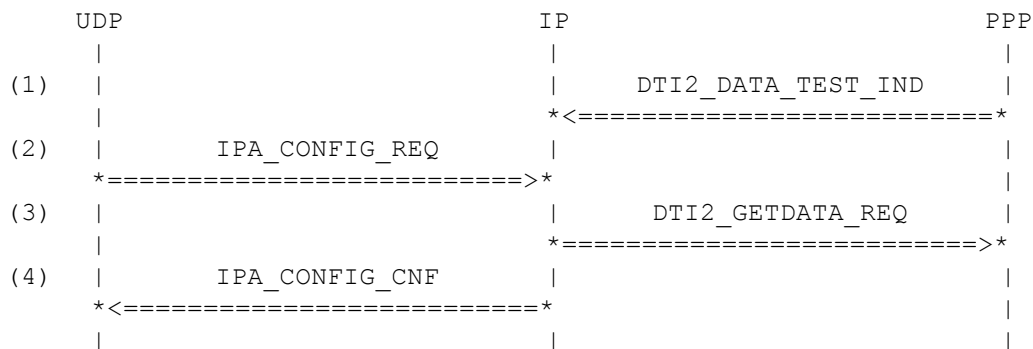 UDP IP PPP
(1) DTI2_DATA_TEST_IND
(2) IPA_CONFIG_REQ
(3) DTI2_GETDATA_REQ
(4) IPA_CONFIG_CNF